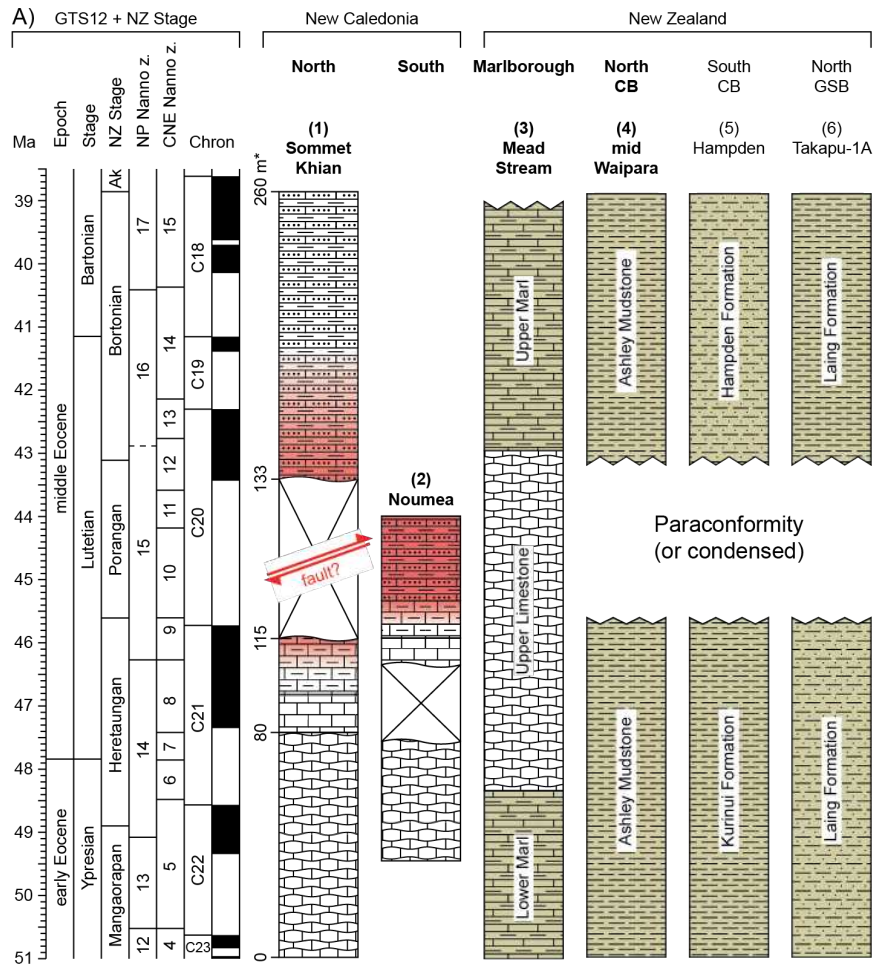 A)
GTS12 + NZ Stage
New Caledonia
New Zealand
North
South
Marlborough
North
CB
South
CB
North
GSB
Ma
Epoch
Stage
NZ Stage
NP Nanno z.
CNE Nanno z.
Chron
(1)
Sommet
Khian
(3)
Mead
Stream
(4)
mid
Waipara
(5)
Hampden
(6)
Takapu-1A
39
40
41
42
43
44
45
46
47
48
49
50
51
middle Eocene
early Eocene
Bartonian
Lutetian
Ypresian
Ak
Bortonian
Porangan
Heretaungan
Mangaorapan
17
16
15
14
13
12
15
14
13
12
11
10
9
8
7
6
5
4
C18
C19
C20
C21
C22
C23
260 m*
133
115
80
0
fault?
(2)
Noumea
Upper Marl
Upper Limestone
Lower Marl
Ashley Mudstone
Ashley Mudstone
Hampden Formation
Kurinui Formation
Laing Formation
Laing Formation
Paraconformity
(or condensed)